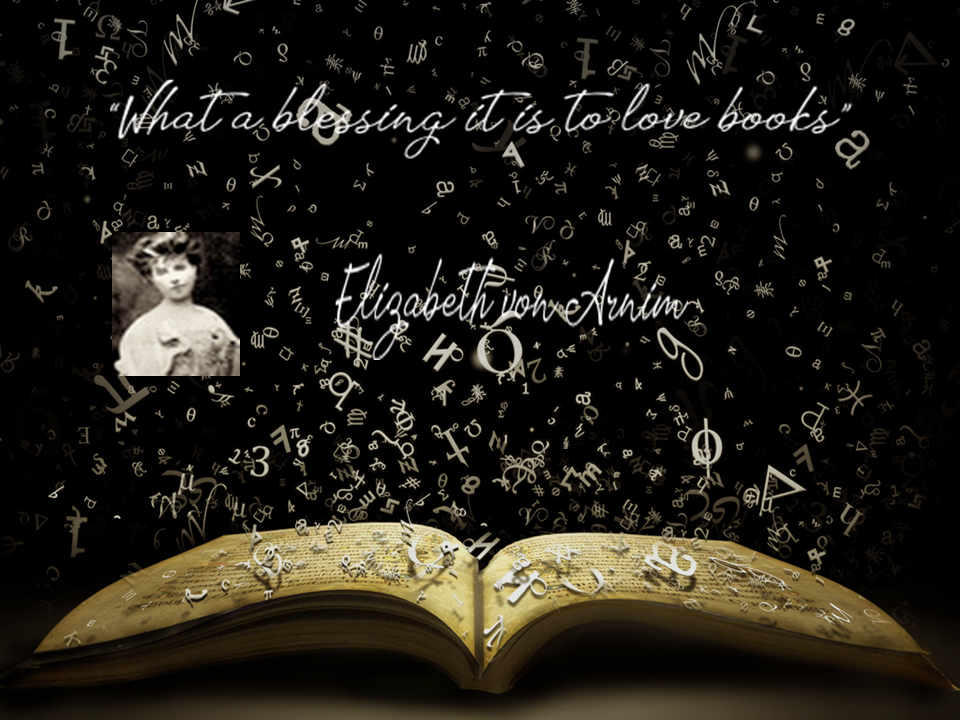 “What a blessing it is to love books”
Elizabeth von Arnim